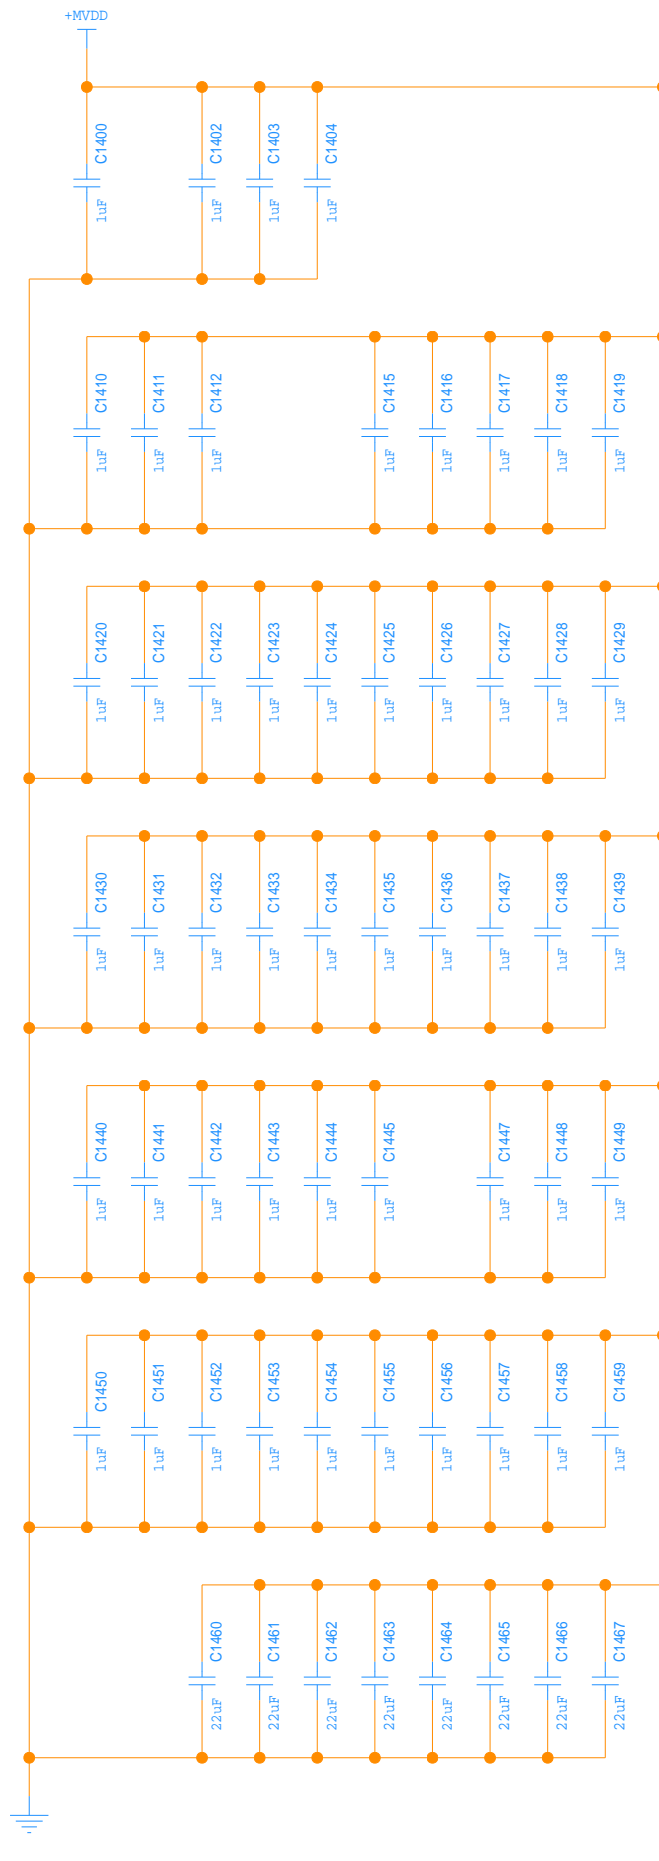 +MVDD
C1400
C1402
C1403
C1404
1uF
1uF
1uF
1uF
C1410
C1411
C1412
C1415
C1416
C1417
C1418
C1419
1uF
1uF
1uF
1uF
1uF
1uF
1uF
1uF
C1420
C1421
C1422
C1423
C1424
C1425
C1426
C1427
C1428
C1429
1uF
1uF
1uF
1uF
1uF
1uF
1uF
1uF
1uF
1uF
C1430
C1431
C1432
C1433
C1434
C1435
C1436
C1437
C1438
C1439
1uF
1uF
1uF
1uF
1uF
1uF
1uF
1uF
1uF
1uF
C1440
C1441
C1442
C1443
C1444
C1445
C1447
C1448
C1449
1uF
1uF
1uF
1uF
1uF
1uF
1uF
1uF
1uF
C1450
C1451
C1452
C1453
C1454
C1455
C1456
C1457
C1458
C1459
1uF
1uF
1uF
1uF
1uF
1uF
1uF
1uF
1uF
1uF
C1460
C1461
C1462
C1463
C1464
C1465
C1466
C1467
22uF
22uF
22uF
22uF
22uF
22uF
22uF
22uF